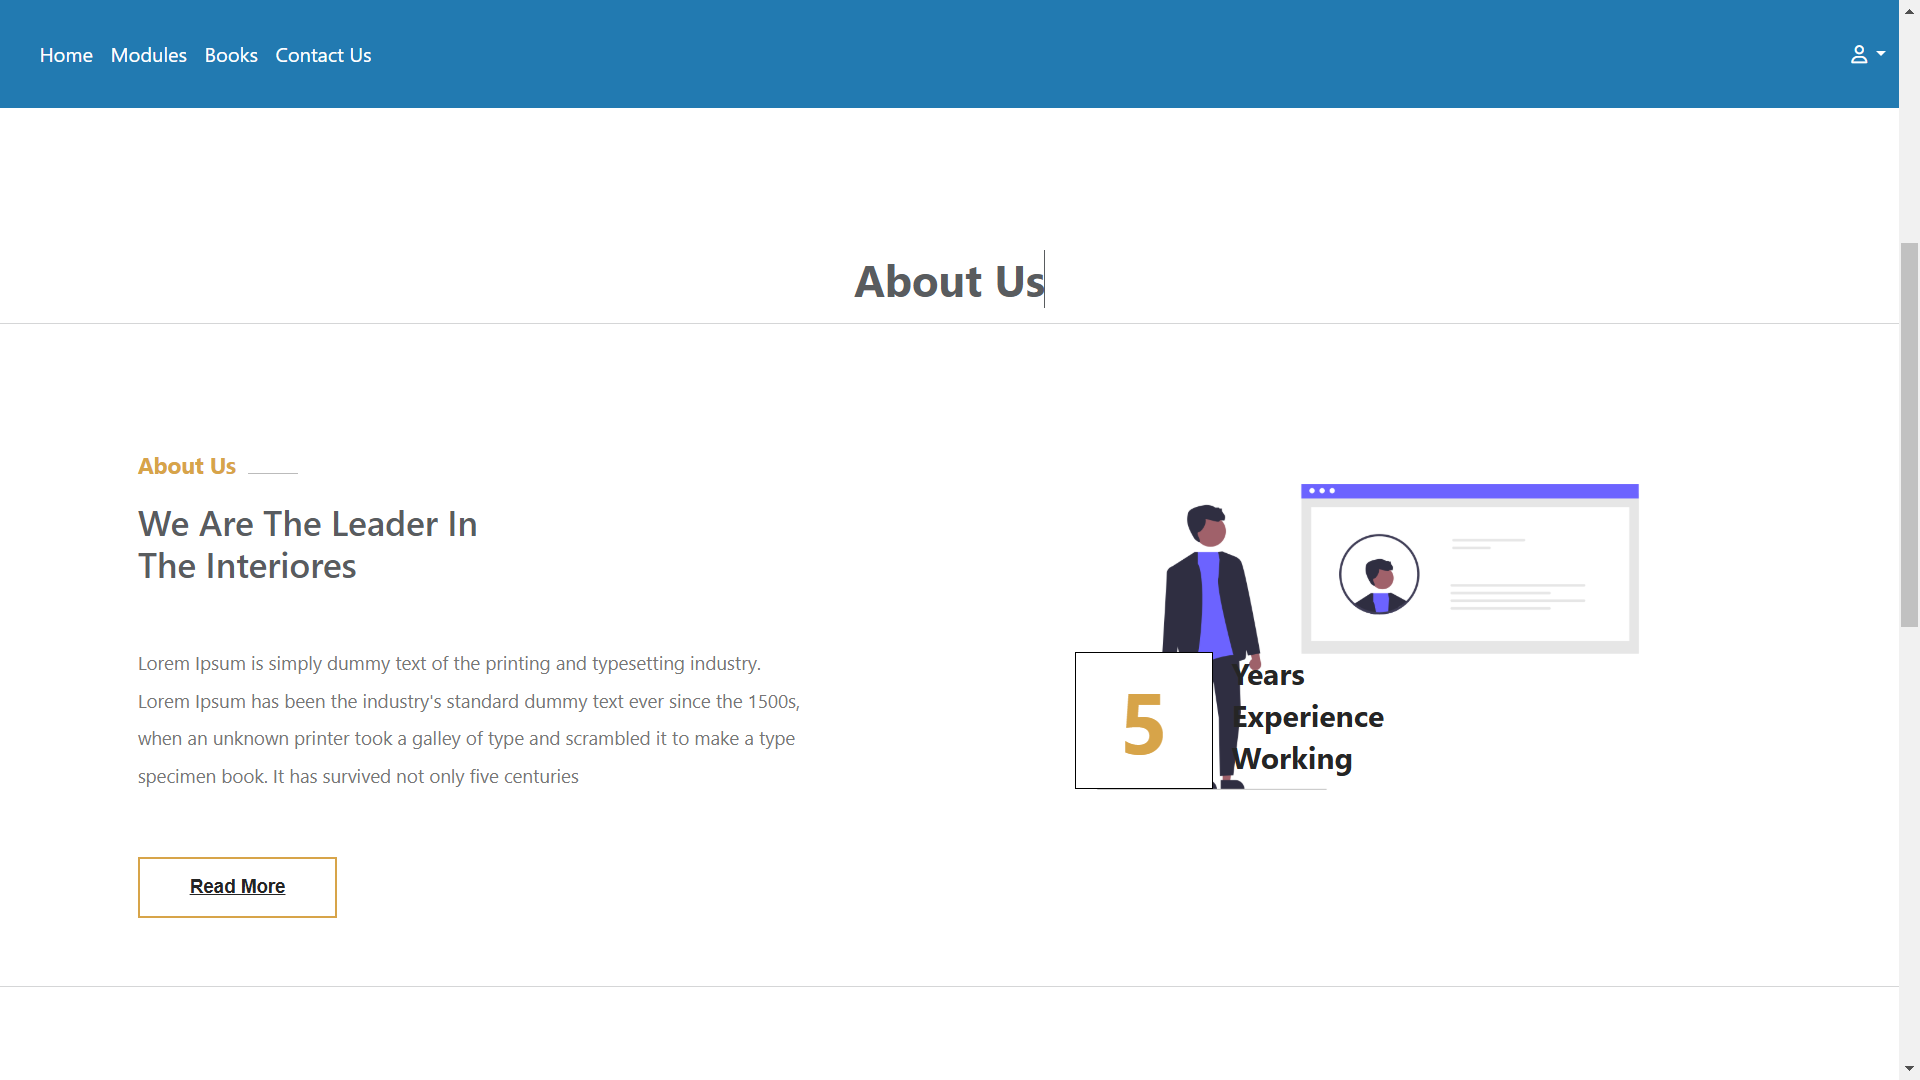 Home Modules Books Contact Us
About Us
About Us
We Are The Leader In
The Interiores
Lorem Ipsum is simply dummy text of the printing and typesetting industry.
Lorem Ipsum has been the industry's standard dummy text ever since the 1500s,
when an unknown printer took a galley of type and scrambled it to make a type
specimen book. It has survived not only five centuries
Read More
5
Years
Experience
Working